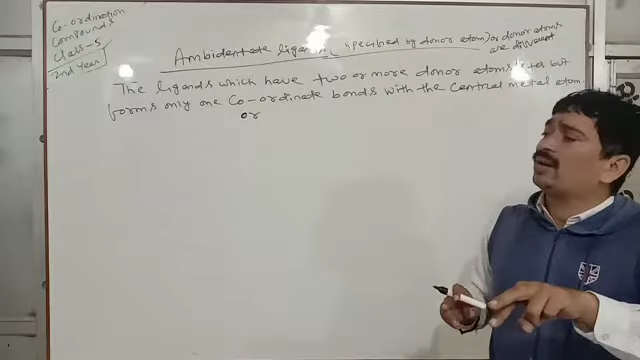 Co-ordination
Compounds
Class-5
2nd Year
Ambidentate ligand (specified by donor atom) or donor atoms
are different
The ligands which have two or more donor atoms but
forms only one Co-ordinate bonds with the Central metal atom.
or